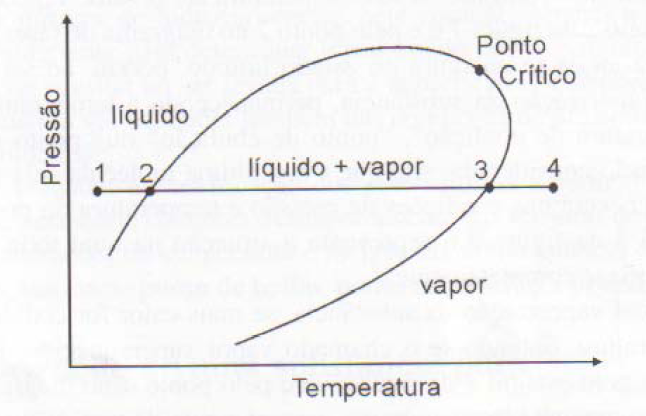 Ponto
Crítico
líquido
Pressão
1
2
líquido + vapor
3
4
vapor
Temperatura